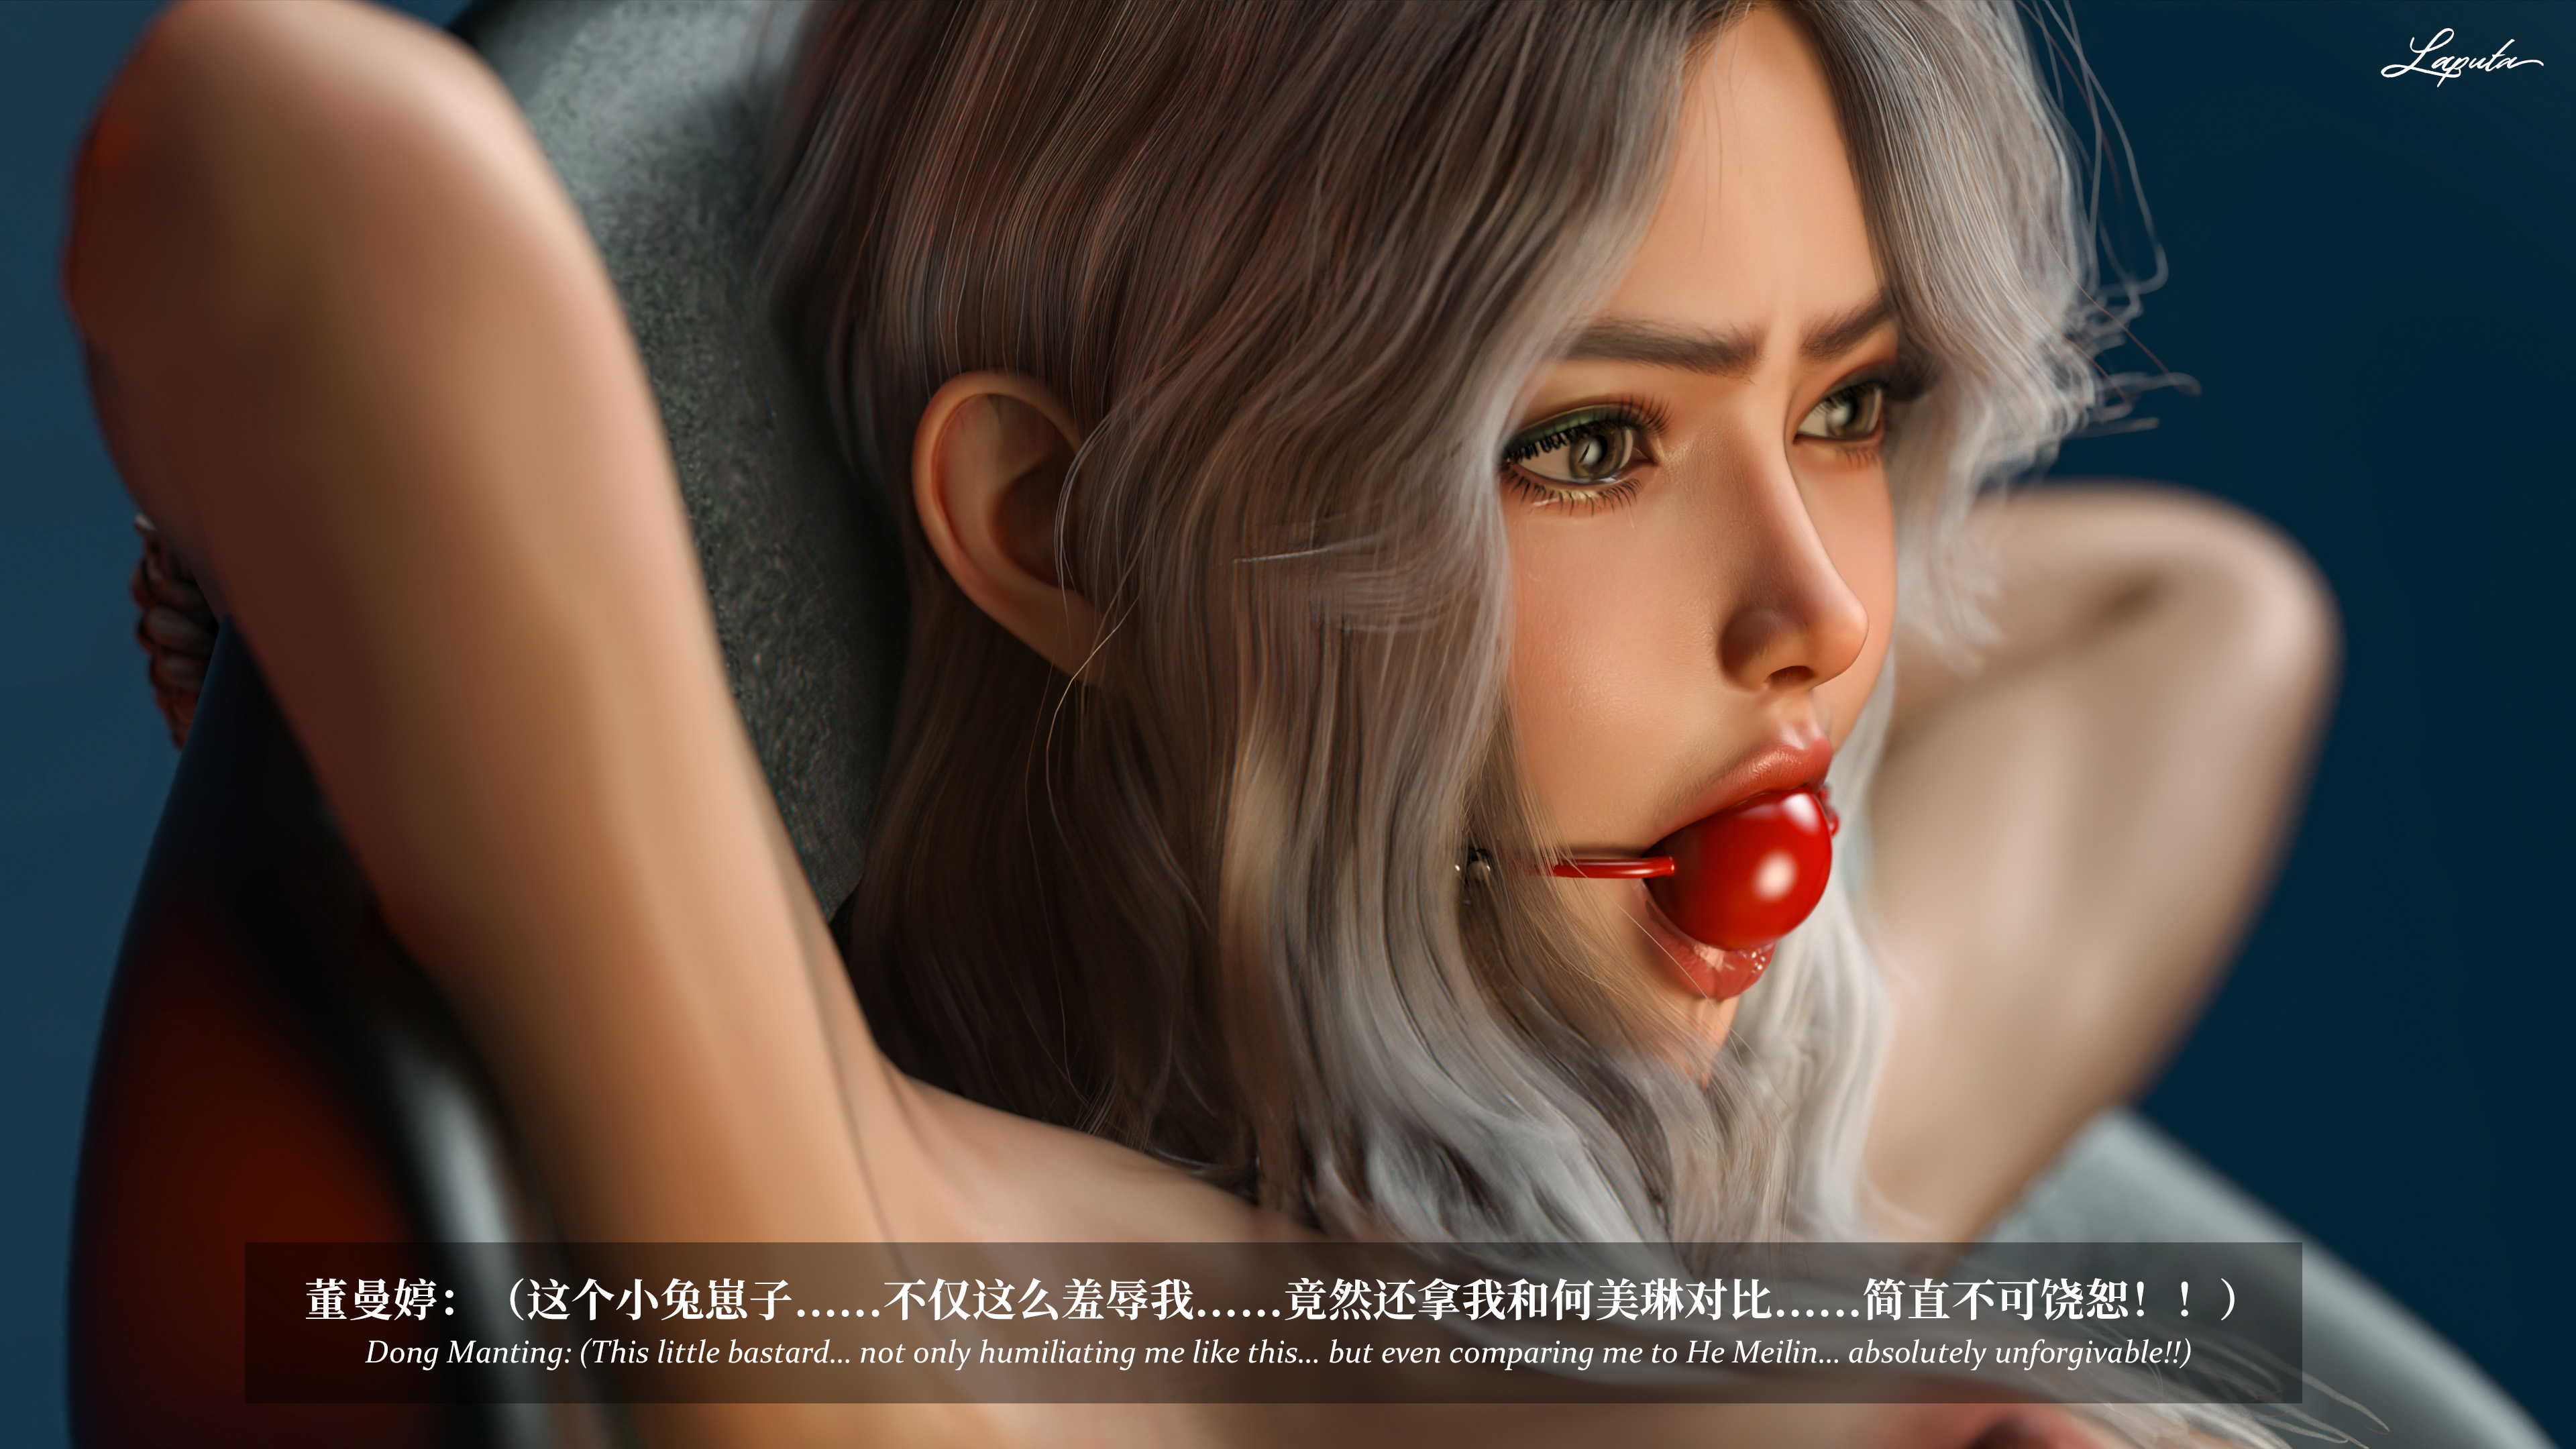 Laputa
董曼婷：（这个小兔崽子......不仅这么羞辱我......竟然还拿我和何美琳对比......简直不可饶恕！！）
Dong Manting: (This little bastard... not only humiliating me like this... but even comparing me to He Meilin... absolutely unforgivable!!)